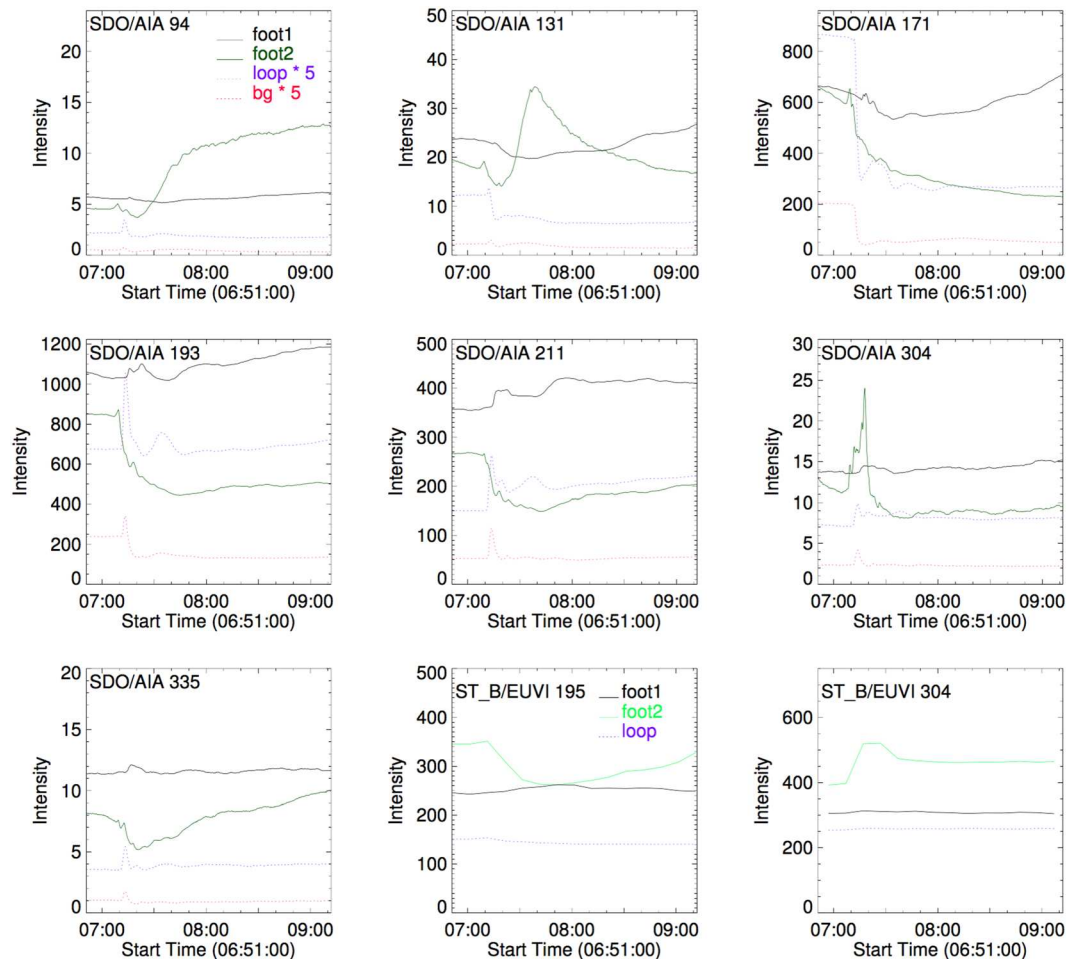 SDO/AIA 94
foot1
foot2
loop * 5
bg * 5
20
15
10
5
0
Intensity
07:00 08:00 09:00
Start Time (06:51:00)
SDO/AIA 131
50
40
30
20
10
0
Intensity
07:00 08:00 09:00
Start Time (06:51:00)
SDO/AIA 171
800
600
400
200
0
Intensity
07:00 08:00 09:00
Start Time (06:51:00)
SDO/AIA 193
1200
1000
800
600
400
200
0
Intensity
07:00 08:00 09:00
Start Time (06:51:00)
SDO/AIA 211
500
400
300
200
100
0
Intensity
07:00 08:00 09:00
Start Time (06:51:00)
SDO/AIA 304
30
25
20
15
10
5
0
Intensity
07:00 08:00 09:00
Start Time (06:51:00)
SDO/AIA 335
20
15
10
5
0
Intensity
07:00 08:00 09:00
Start Time (06:51:00)
ST_B/EUVI 195
foot1
foot2
loop
500
400
300
200
100
0
Intensity
07:00 08:00 09:00
Start Time (06:51:00)
ST_B/EUVI 304
600
400
200
0
Intensity
07:00 08:00 09:00
Start Time (06:51:00)